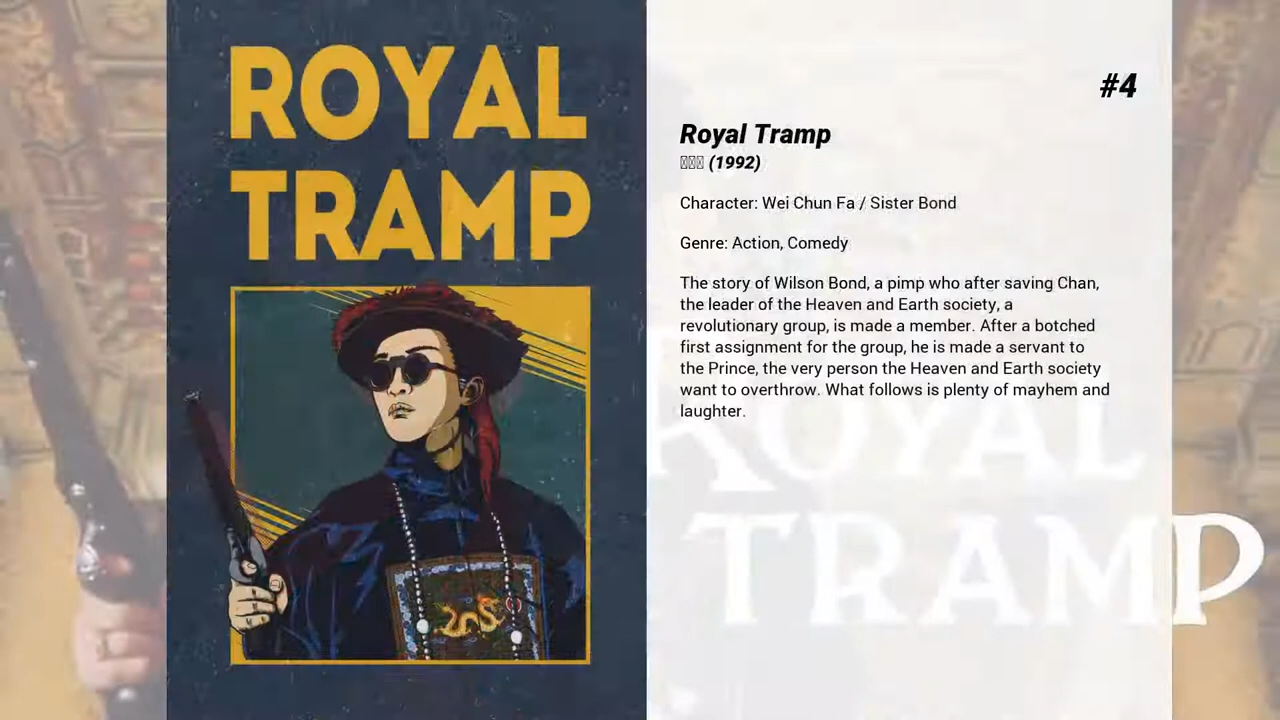 ROYAL
TRAMP
#4
Royal Tramp
(1992)
Character: Wei Chun Fa / Sister Bond
Genre: Action, Comedy
The story of Wilson Bond, a pimp who after saving Chan,
the leader of the Heaven and Earth society, a
revolutionary group, is made a member. After a botched
first assignment for the group, he is made a servant to
the Prince, the very person the Heaven and Earth society
want to overthrow. What follows is plenty of mayhem and
laughter.
ROYAL
TRAMP